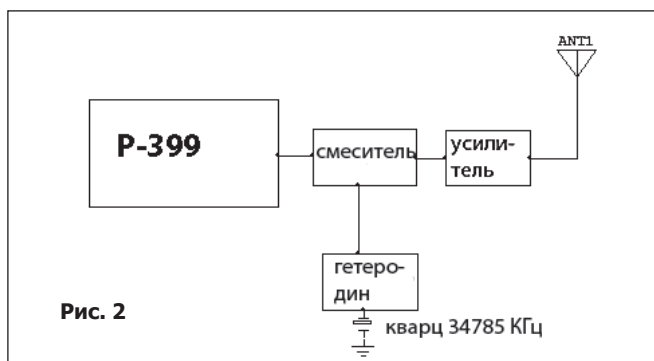 ANT1
Р-399
смеситель
усили-
тель
гетеро-
дин
Рис. 2
кварц 34785 КГц